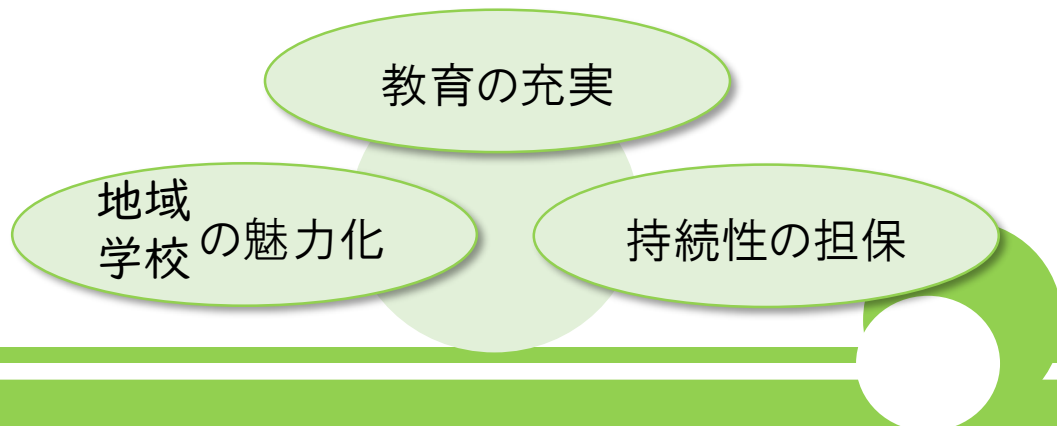 教育の充実
地域
学校の魅力化
持続性の担保